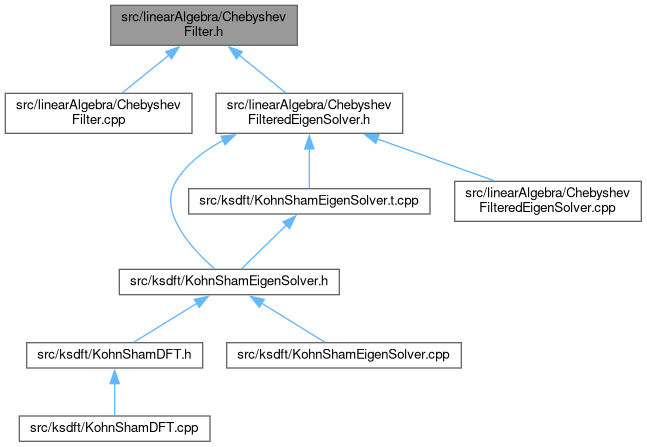 src/linearAlgebra/Chebyshev
Filter.h
src/linearAlgebra/Chebyshev
Filter.cpp
src/linearAlgebra/Chebyshev
FilteredEigenSolver.h
src/ksdft/KohnShamEigenSolver.t.cpp
src/linearAlgebra/Chebyshev
FilteredEigenSolver.cpp
src/ksdft/KohnShamEigenSolver.h
src/ksdft/KohnShamDFT.h
src/ksdft/KohnShamEigenSolver.cpp
src/ksdft/KohnShamDFT.cpp